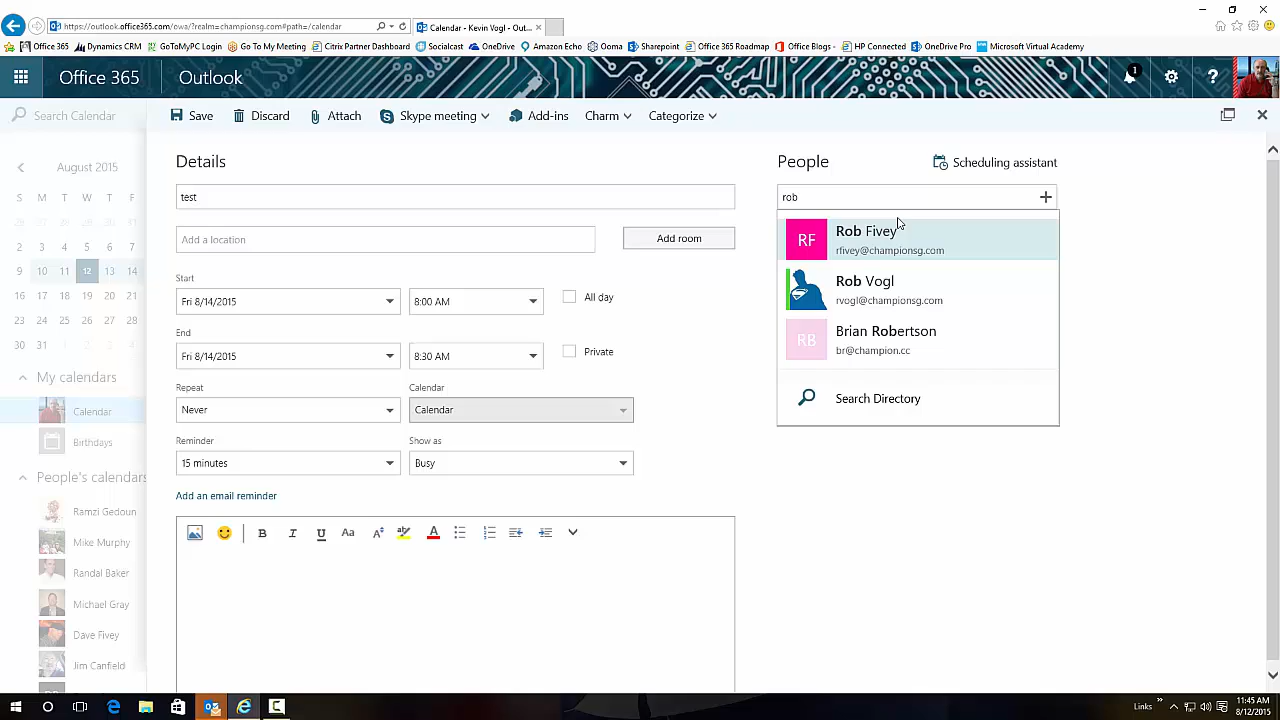 https://outlook.office365.com/owa/?realm=championsg.com#path=/calendar
Calendar - Kevin Vogl - Out...
Office 365
Dynamics CRM
GoToMyPC Login
Go To My Meeting
Citrix Partner Dashboard
Socialcast
OneDrive
Amazon Echo
Ooma
Sharepoint
Office 365 Roadmap
Office Blogs -
HP Connected
OneDrive Pro
Microsoft Virtual Academy
Office 365
Outlook
1
?
Search Calendar
Save
Discard
Attach
Skype meeting
Add-ins
Charm
Categorize
August 2015
S M T W T F S
1
2 3 4 5 6 7 8
9 10 11 12 13 14
16 17 18 19 20 21 22
23 24 25 26 27 28 29
30 31
My calendars
Calendar
Birthdays
People's calendars
Ramzi Gedoun
Mike Murphy
Randal Baker
Michael Gray
Dave Fivey
Jim Canfield
Details
test
Add a location
Add room
Start
Fri 8/14/2015
8:00 AM
All day
End
Fri 8/14/2015
8:30 AM
Private
Repeat
Never
Calendar
Calendar
Reminder
15 minutes
Show as
Busy
Add an email reminder
B I U Aa A A
People
Scheduling assistant
rob
RF
Rob Fivey
rfivey@championsg.com
Rob Vogl
rvogl@championsg.com
RB
Brian Robertson
br@champion.cc
Search Directory
Links
11:45 AM
8/12/2015